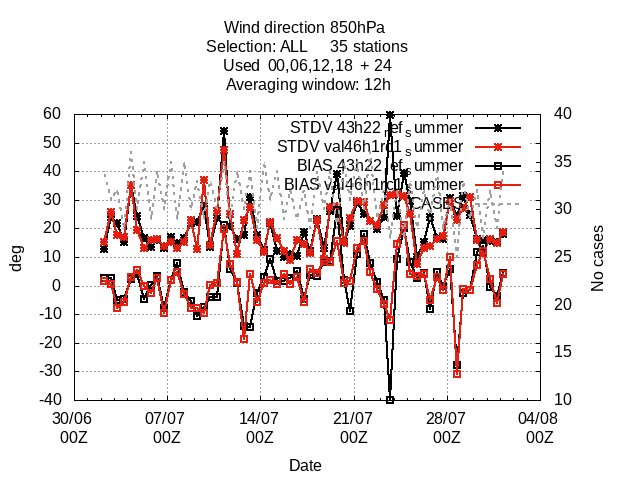 Wind direction 850hPa
Selection: ALL 35 stations
Used 00,06,12,18 + 24
Averaging window: 12h
60 40
STDV 43h22_ref_summer
50 STDV val46h1rc1_summer
35
BIAS 43h22_ref_summer
40 BIAS val46h1rc1_summer
30 CASES 30
20
10 25
deg No cases
0
20
-10
-20
15
-30
-40 10
30/06 07/07 14/07 21/07 28/07 04/08
00Z 00Z 00Z 00Z 00Z 00Z
Date